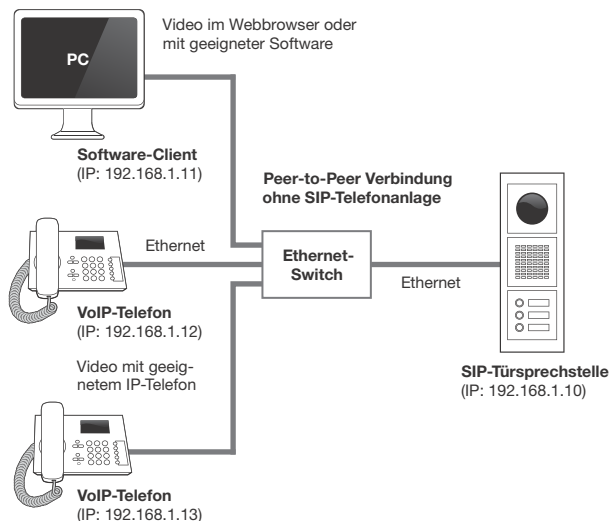 Video im Webbrowser oder
mit geeigneter Software
PC
Software-Client
(IP: 192.168.1.11)
Peer-to-Peer Verbindung
ohne SIP-Telefonanlage
Ethernet
Ethernet-
Switch
Ethernet
VoIP-Telefon
(IP: 192.168.1.12)
Video mit geeig-
netem IP-Telefon
SIP-Türsprechstelle
(IP: 192.168.1.10)
VoIP-Telefon
(IP: 192.168.1.13)